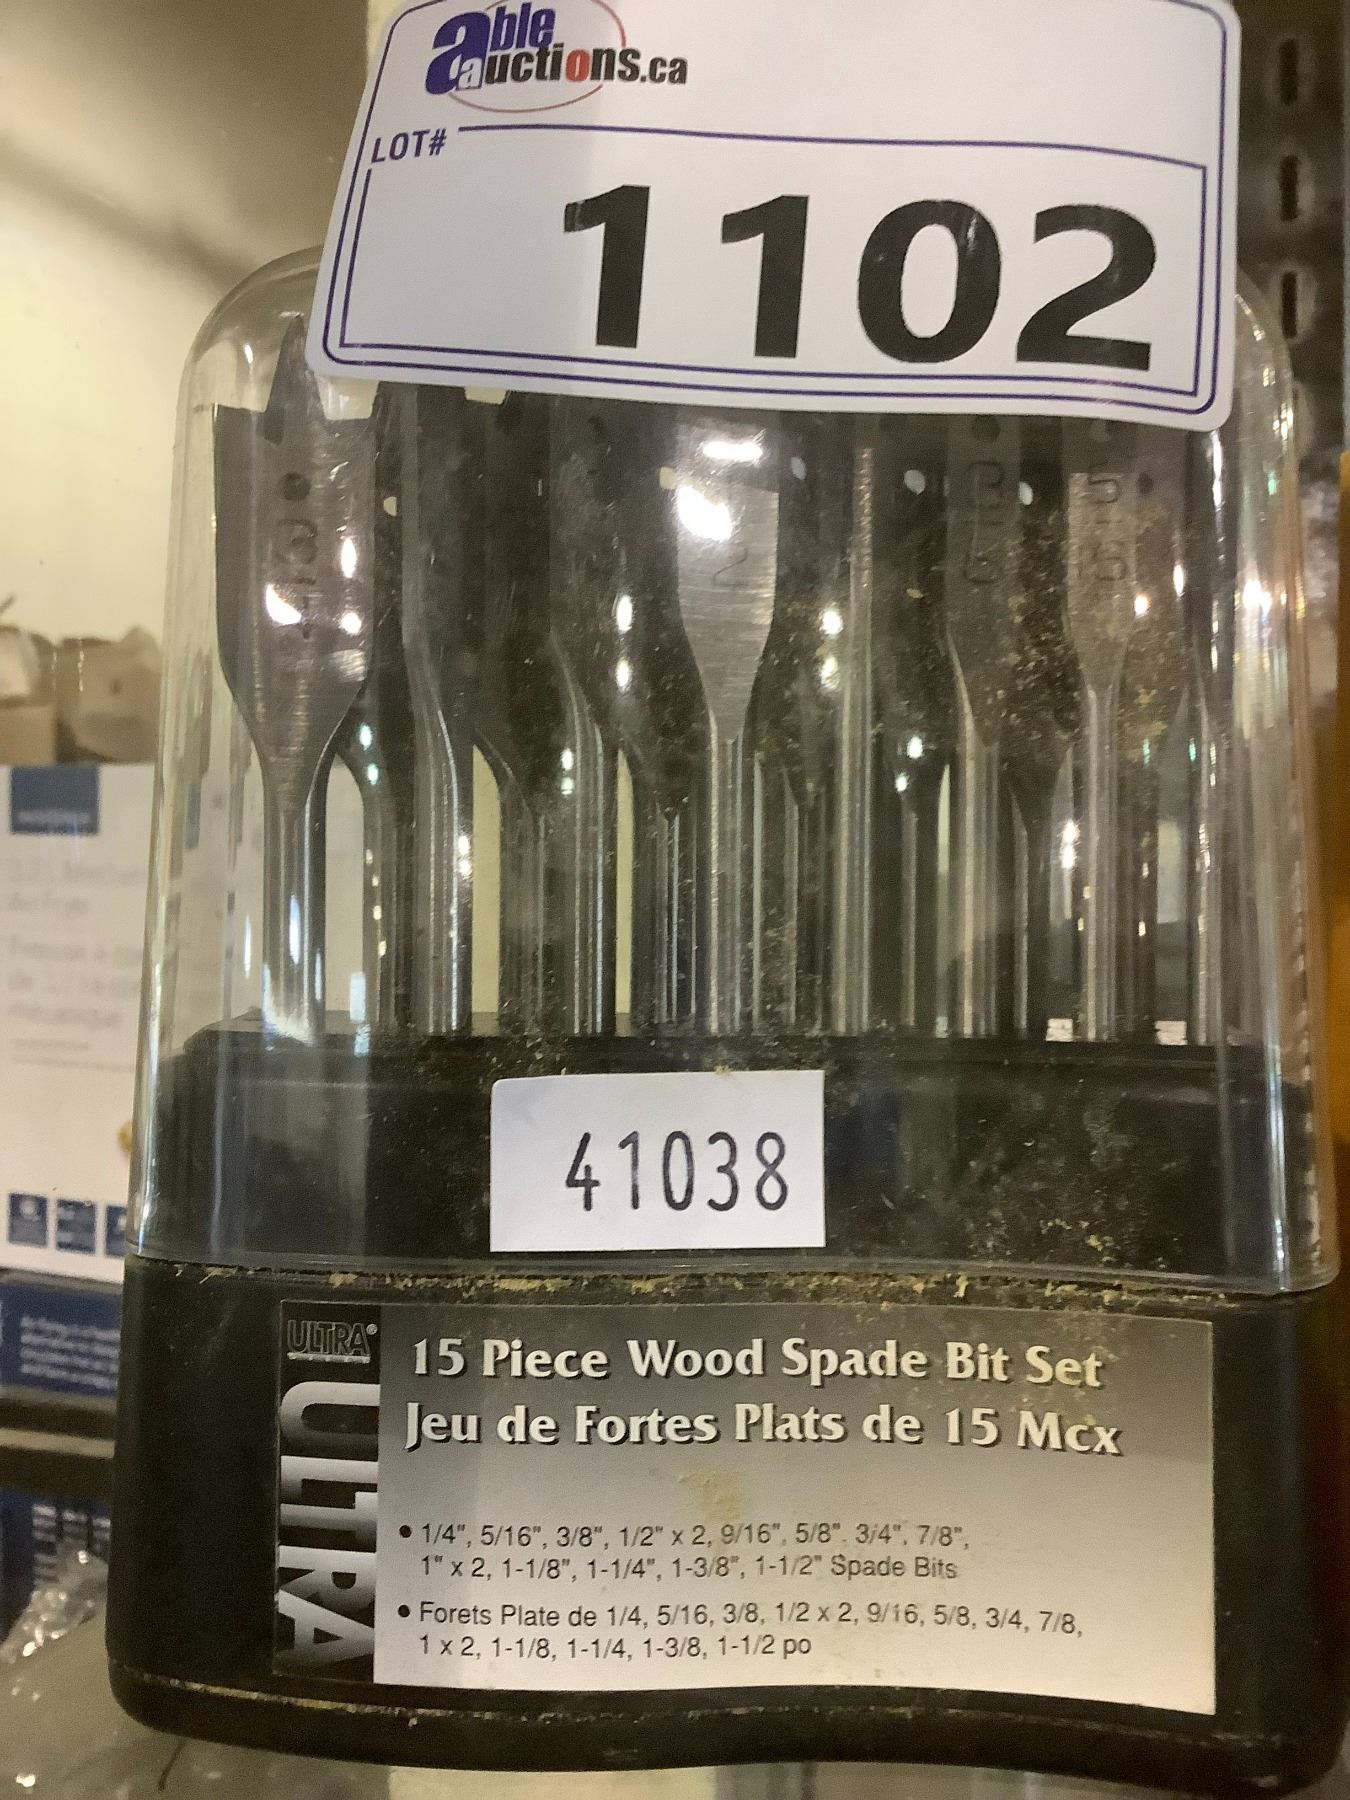 able auctions.ca
LOT#
1102
41038
ULTRA®
ULTRA
15 Piece Wood Spade Bit Set
Jeu de Fortes Plats de 15 Mcx
• 1/4", 5/16", 3/8", 1/2" x 2, 9/16", 5/8". 3/4", 7/8",
1" x 2, 1-1/8", 1-1/4", 1-3/8", 1-1/2" Spade Bits
• Forets Plate de 1/4, 5/16, 3/8, 1/2 x 2, 9/16, 5/8, 3/4, 7/8,
1 x 2, 1-1/8, 1-1/4, 1-3/8, 1-1/2 po